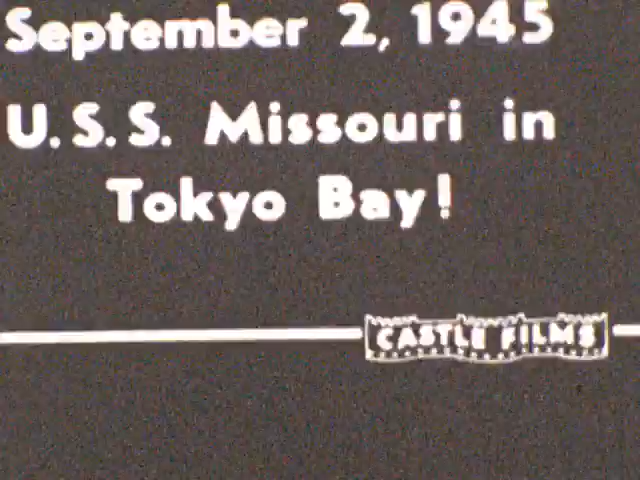 September 2, 1945
U.S.S. Missouri in
Tokyo Bay!
CASTLE FILMS